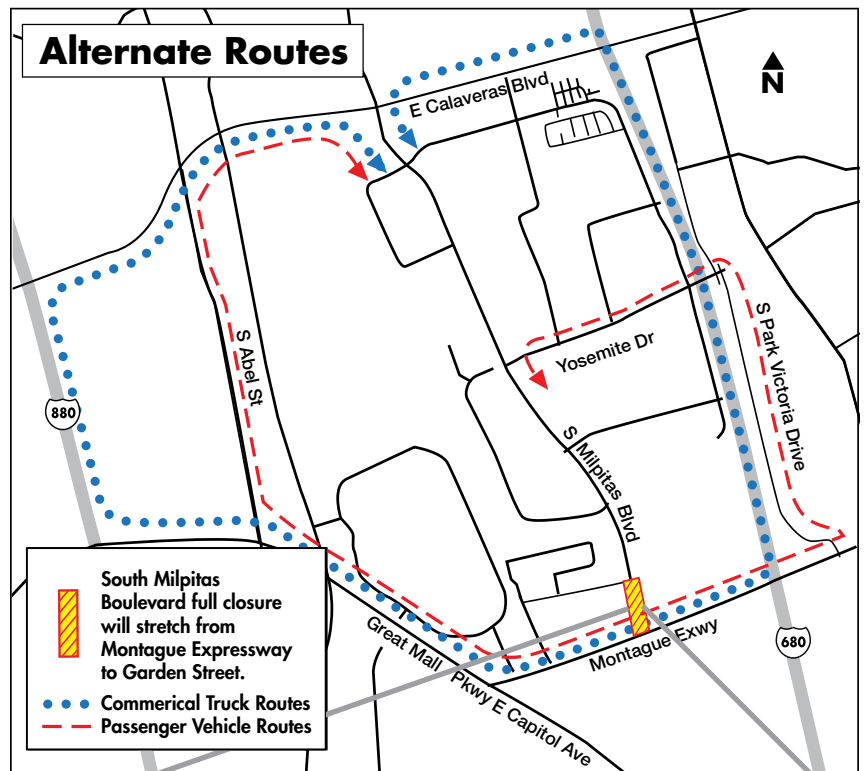 Alternate Routes
N
E Calaveras Blvd
S Abel St
Yosemite Dr
S Park Victoria Drive
880
S Milpitas Blvd
South Milpitas
Boulevard full closure
will stretch from
Montague Expressway
to Garden Street.
Commerical Truck Routes
Passenger Vehicle Routes
Great Mall Pkwy E Capitol Ave
Montague Exwy
680